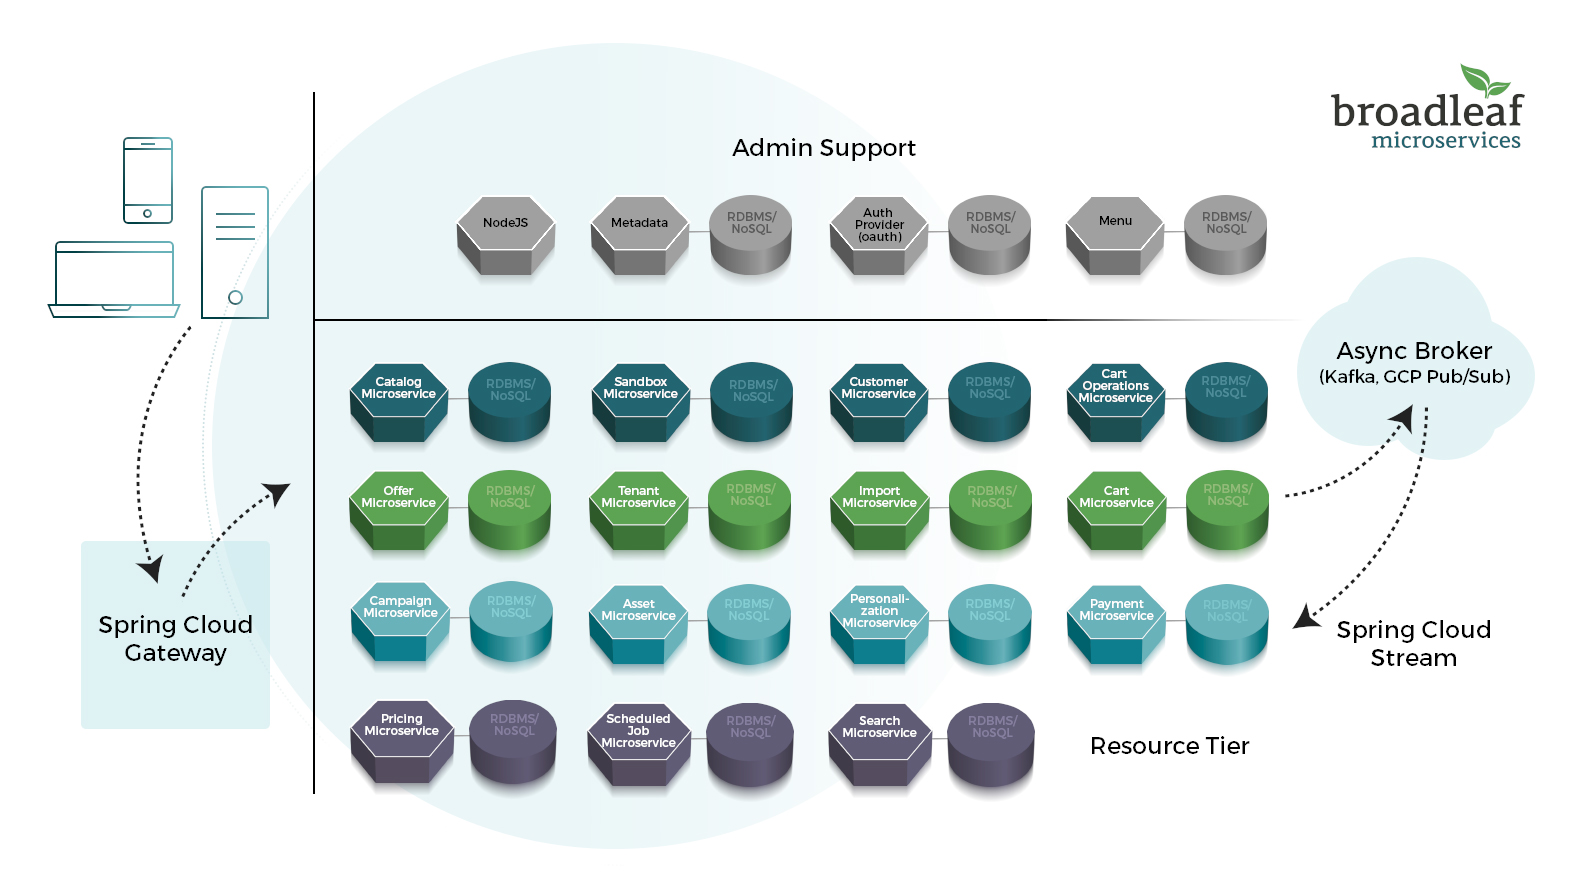 broadleaf
microservices
Admin Support
NodeJS
Metadata
RDBMS/
NoSQL
Auth
Provider
(oauth)
RDBMS/
NoSQL
Menu
RDBMS/
NoSQL
Async Broker
(Kafka, GCP Pub/Sub)
Catalog
Microservice
RDBMS/
NoSQL
Sandbox
Microservice
RDBMS/
NoSQL
Customer
Microservice
RDBMS/
NoSQL
Cart
Operations
Microservice
RDBMS/
NoSQL
Offer
Microservice
RDBMS/
NoSQL
Tenant
Microservice
RDBMS/
NoSQL
Import
Microservice
RDBMS/
NoSQL
Cart
Microservice
RDBMS/
NoSQL
Spring Cloud
Gateway
Campaign
Microservice
RDBMS/
NoSQL
Asset
Microservice
RDBMS/
NoSQL
Personali-
zation
Microservice
RDBMS/
NoSQL
Payment
Microservice
RDBMS/
NoSQL
Spring Cloud
Stream
Pricing
Microservice
RDBMS/
NoSQL
Scheduled
Job
Microservice
RDBMS/
NoSQL
Search
Microservice
RDBMS/
NoSQL
Resource Tier